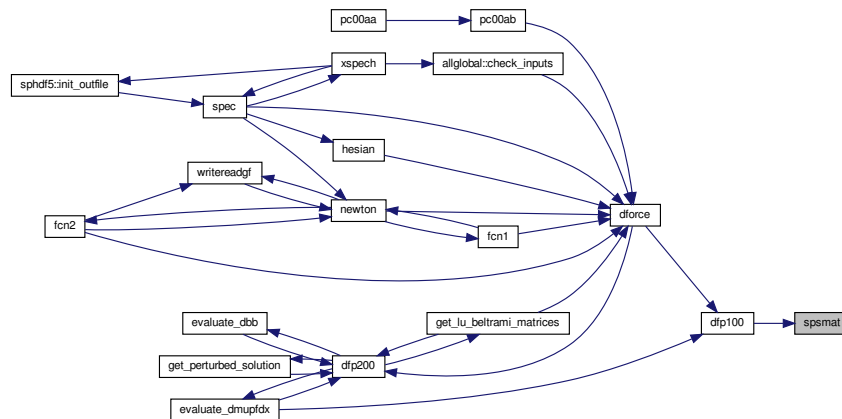 pc00aa
pc00ab
xspech
allglobal::check_inputs
sphdf5::init_outfile
spec
hesian
writereadgf
newton
dforce
fcn2
fcn1
evaluate_dbb
get_lu_beltrami_matrices
dfp100
spsmat
get_perturbed_solution
dfp200
evaluate_dmupfdx